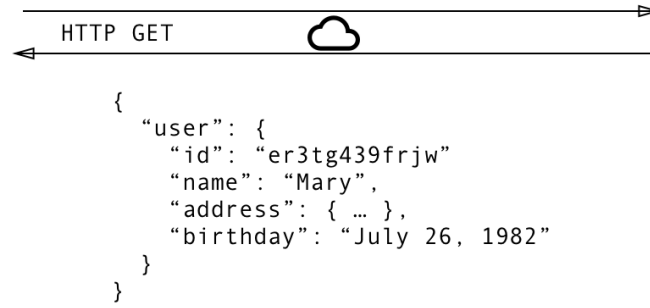 HTTP GET
{
“user”: {
“id”: “er3tg439frjw”
“name”: “Mary”,
“address”: { … },
“birthday”: “July 26, 1982”
}
}